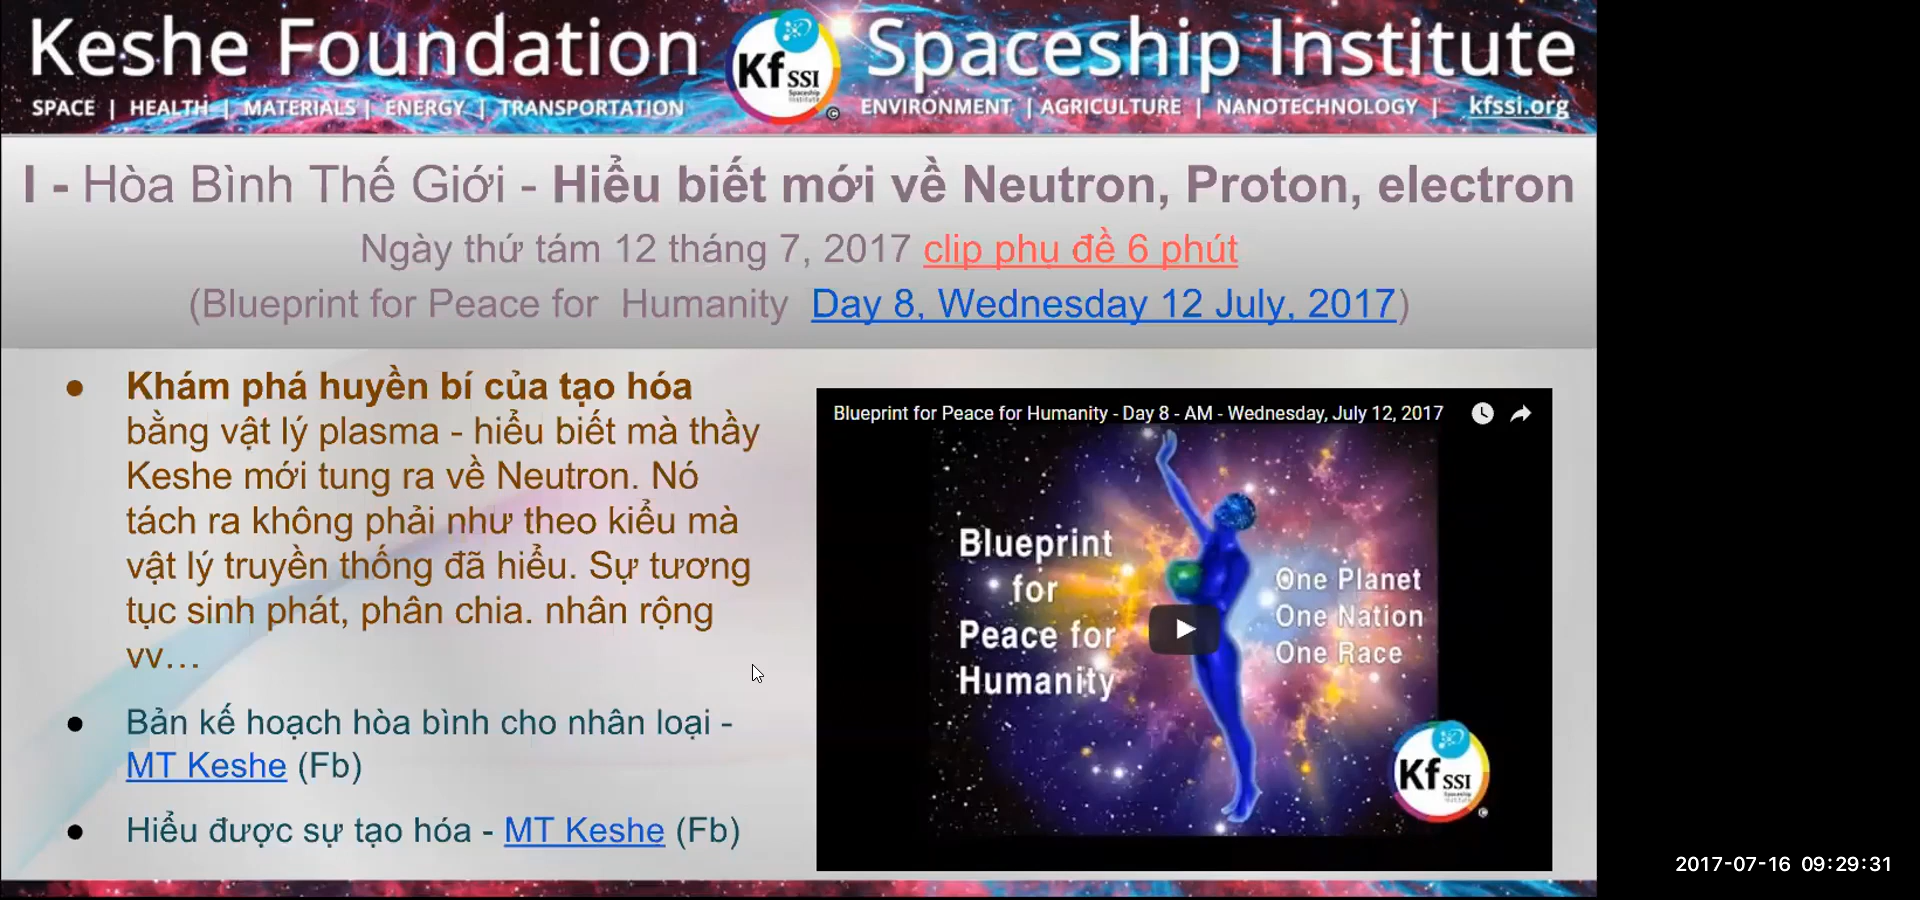 Keshe Foundation
Kf SSI
Spaceship Institute
©
Spaceship Institute
SPACE | HEALTH | MATERIALS | ENERGY | TRANSPORTATION
ENVIRONMENT | AGRICULTURE | NANOTECHNOLOGY | kfssi.org
I - Hòa Bình Thế Giới - Hiểu biết mới về Neutron, Proton, electron
Ngày thứ tám 12 tháng 7, 2017 clip phụ đề 6 phút
(Blueprint for Peace for Humanity Day 8, Wednesday 12 July, 2017)
● Khám phá huyền bí của tạo hóa
bằng vật lý plasma - hiểu biết mà thầy
Keshe mới tung ra về Neutron. Nó
tách ra không phải như theo kiểu mà
vật lý truyền thống đã hiểu. Sự tương
tục sinh phát, phân chia. nhân rộng
vv...
● Bản kế hoạch hòa bình cho nhân loại -
MT Keshe (Fb)
● Hiểu được sự tạo hóa - MT Keshe (Fb)
Blueprint for Peace for Humanity - Day 8 - AM - Wednesday, July 12, 2017
Blueprint
for
Peace for
Humanity
One Planet
One Nation
One Race
Kf SSI
Spaceship Institute
©
2017-07-16 09:29:31